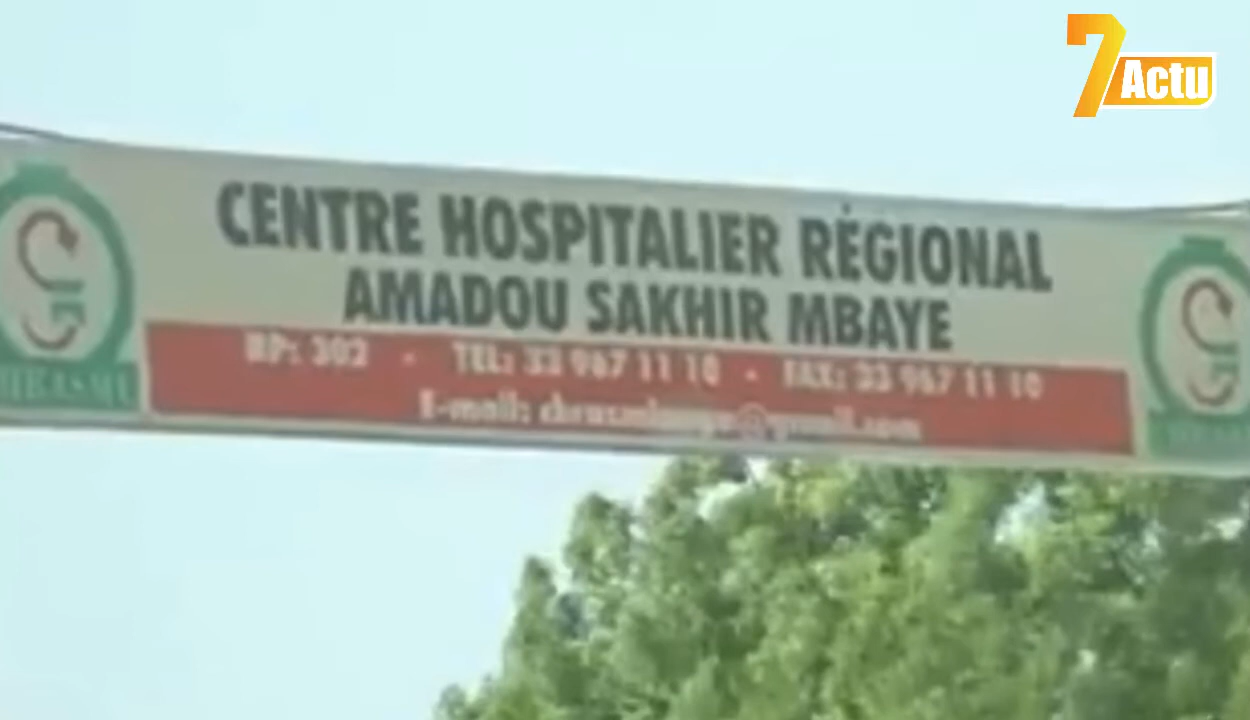 7 Actu
CENTRE HOSPITALIER RÉGIONAL
AMADOU SAKHIR MBAYE
BP: 302 - TEL: 33 967 11 10 - FAX: 33 967 11 10
E-mail: